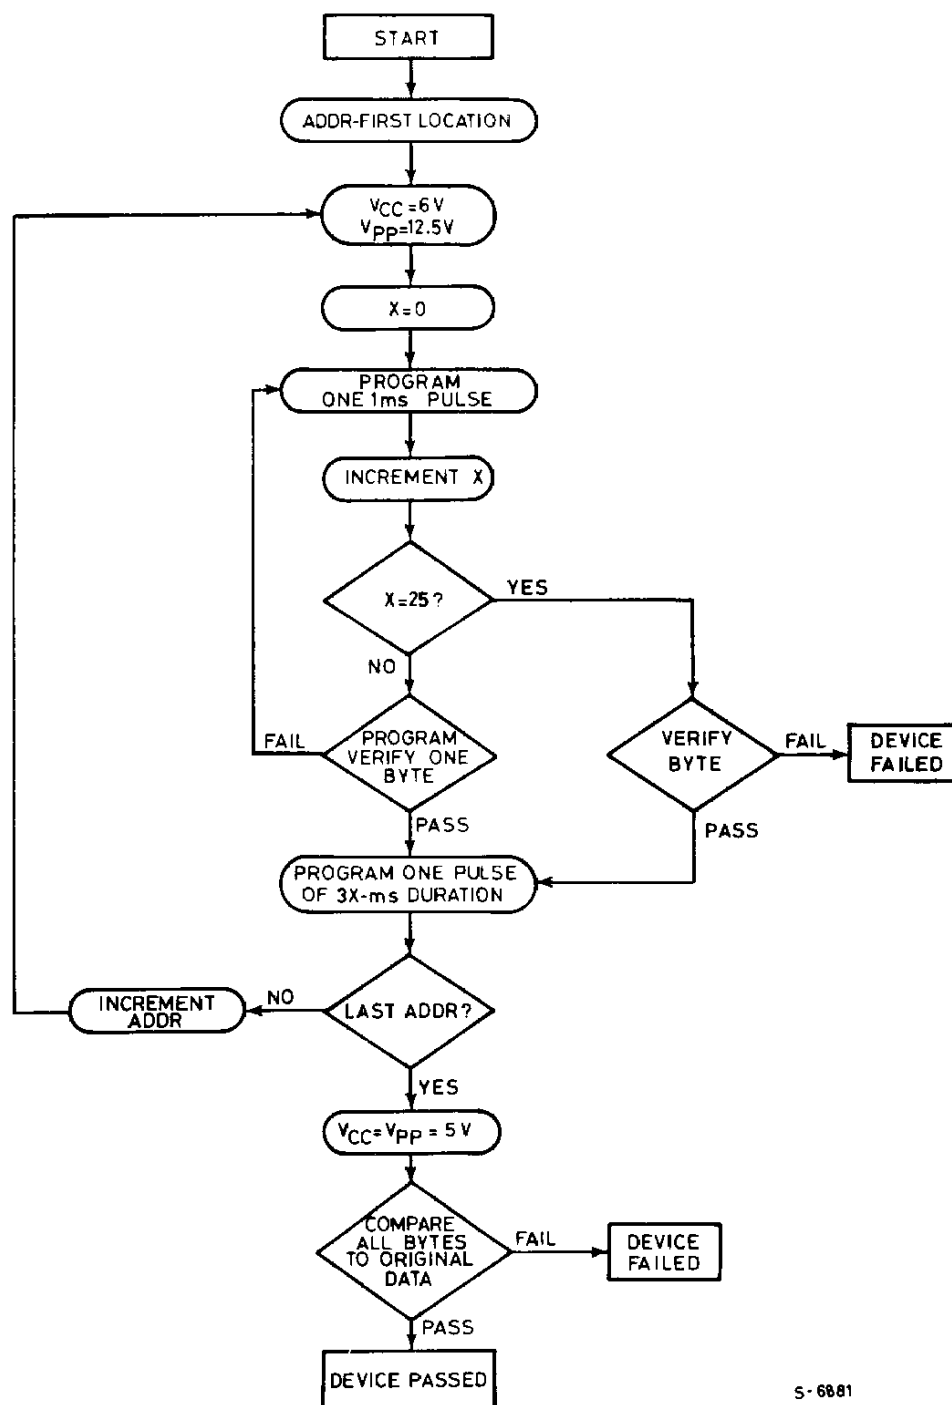 START
ADDR-FIRST LOCATION
VCC=6V
VPP=12.5V
X=0
PROGRAM
ONE 1ms PULSE
INCREMENT X
X=25?
YES
NO
PROGRAM
VERIFY ONE
BYTE
FAIL
VERIFY
BYTE
FAIL
DEVICE
FAILED
PASS
PASS
PROGRAM ONE PULSE
OF 3X-ms DURATION
LAST ADDR?
NO
INCREMENT
ADDR
YES
VCC=VPP = 5V
COMPARE
ALL BYTES
TO ORIGINAL
DATA
FAIL
DEVICE
FAILED
PASS
DEVICE PASSED
S-6881